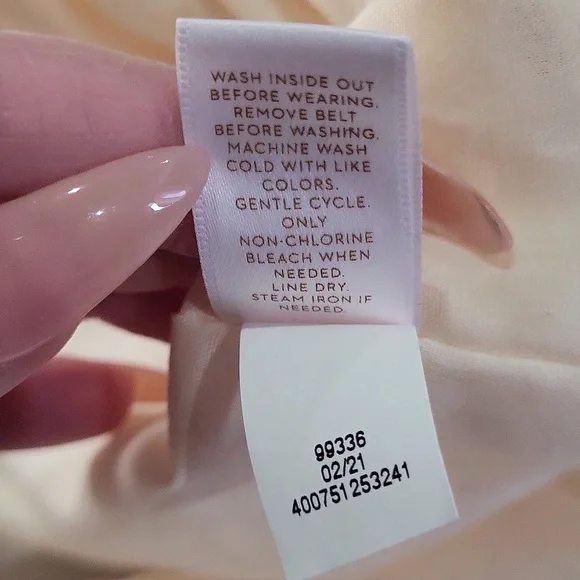 WASH INSIDE OUT
BEFORE WEARING.
REMOVE BELT
BEFORE WASHING.
MACHINE WASH
COLD WITH LIKE
COLORS.
GENTLE CYCLE.
ONLY
NON-CHLORINE
BLEACH WHEN
NEEDED.
LINE DRY.
STEAM IRON IF
NEEDED.
99336
02/21
400751253241